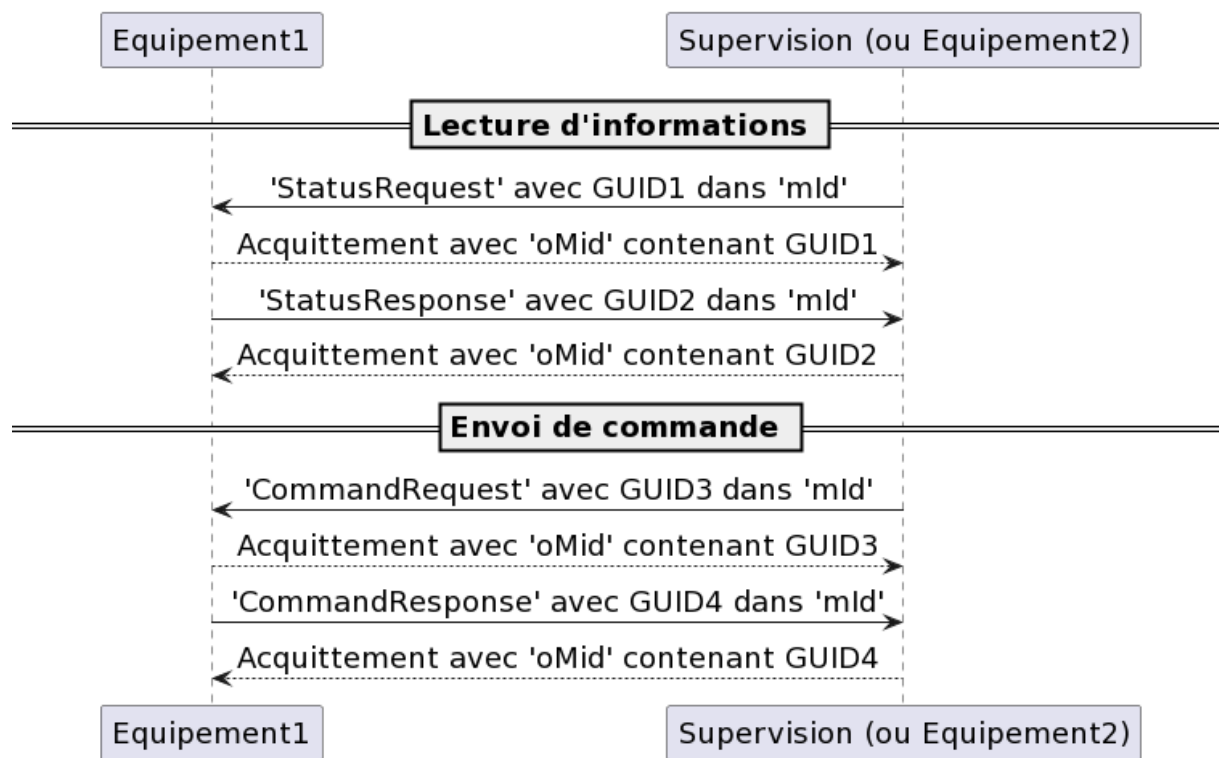 Equipement1
Supervision (ou Equipement2)
Lecture d'informations
'StatusRequest' avec GUID1 dans 'mId'
Acquittement avec 'oMid' contenant GUID1
'StatusResponse' avec GUID2 dans 'mId'
Acquittement avec 'oMid' contenant GUID2
Envoi de commande
'CommandRequest' avec GUID3 dans 'mId'
Acquittement avec 'oMid' contenant GUID3
'CommandResponse' avec GUID4 dans 'mId'
Acquittement avec 'oMid' contenant GUID4
Equipement1
Supervision (ou Equipement2)